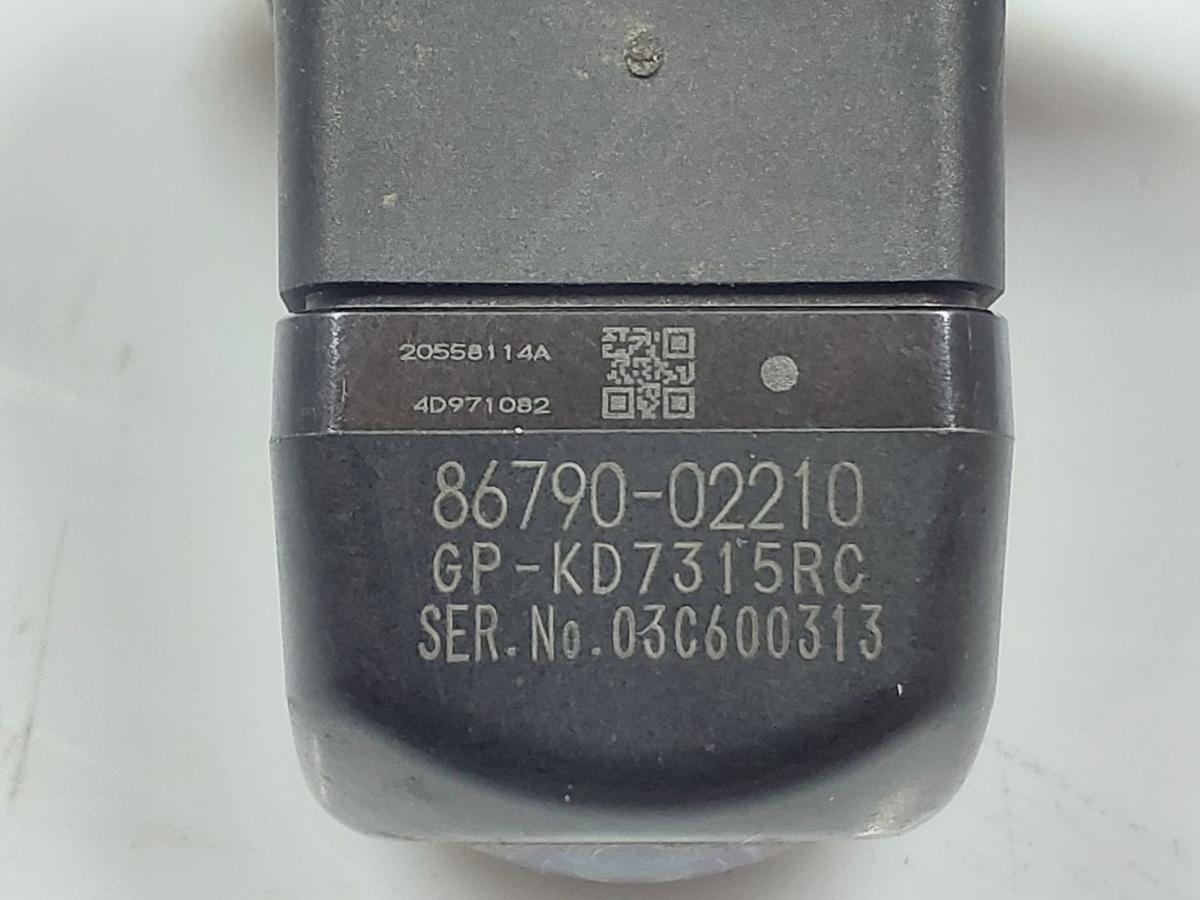 20558114A
4D971082
86790-02210
GP-KD7315RC
SER.No.03C600313